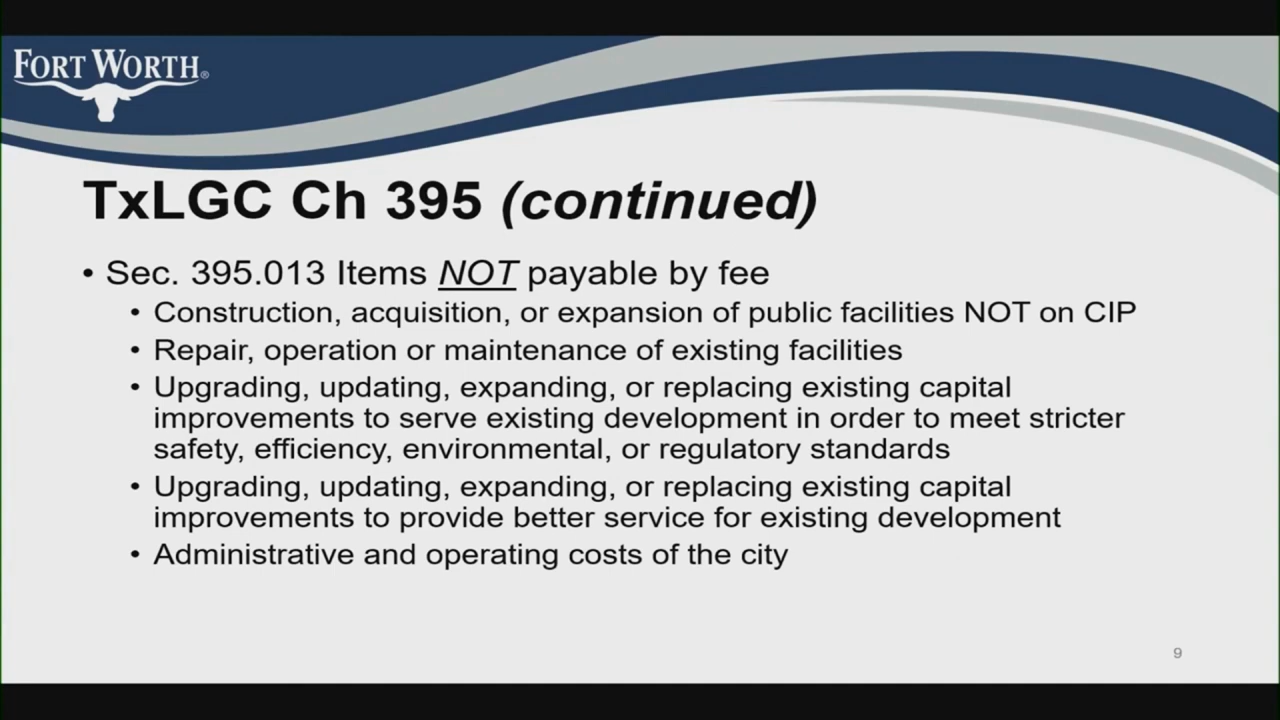 FORT WORTH®
TxLGC Ch 395 (continued)
• Sec. 395.013 Items NOT payable by fee
• Construction, acquisition, or expansion of public facilities NOT on CIP
• Repair, operation or maintenance of existing facilities
• Upgrading, updating, expanding, or replacing existing capital
improvements to serve existing development in order to meet stricter
safety, efficiency, environmental, or regulatory standards
• Upgrading, updating, expanding, or replacing existing capital
improvements to provide better service for existing development
• Administrative and operating costs of the city
9